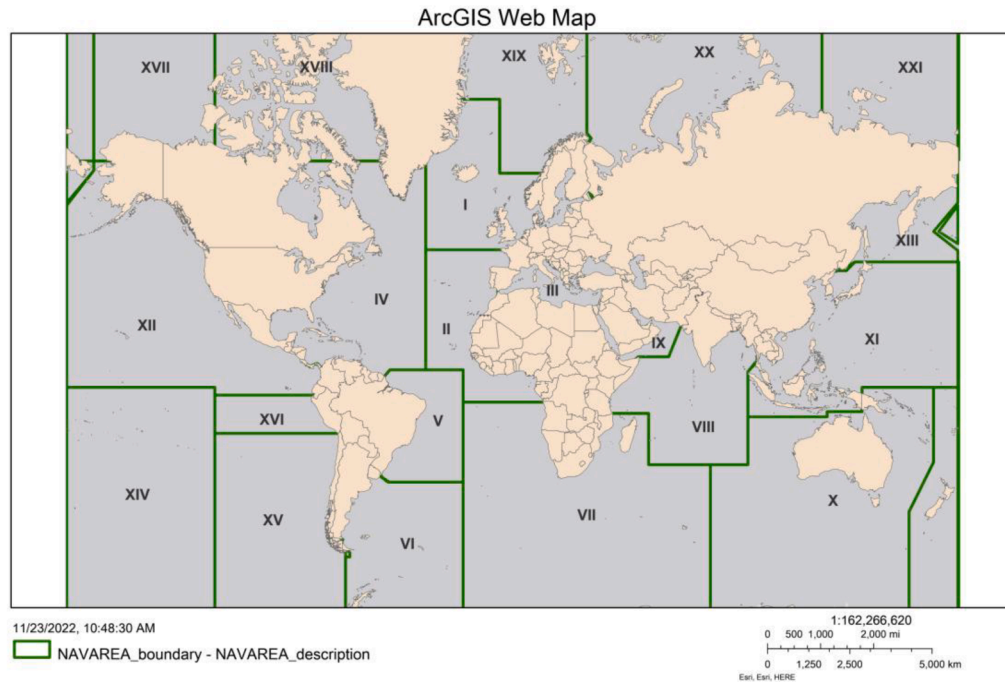 ArcGIS Web Map
XVII
XVIII
XIX
XX
XXI
I
XIII
IV
III
XII
II
IX
XI
XVI
V
VIII
XIV
XV
VI
VII
X
11/23/2022, 10:48:30 AM
NAVAREA_boundary - NAVAREA_description
1:162,266,620
0 500 1,000 2,000 mi
0 1,250 2,500 5,000 km
Esri, Esri, HERE